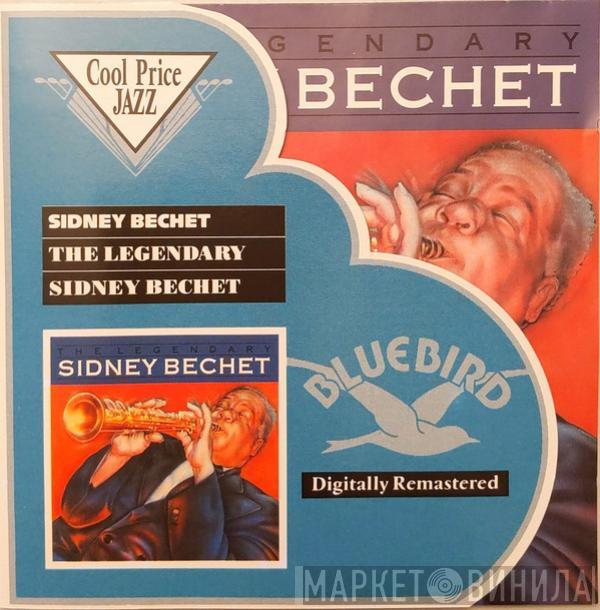 GENDARY
BECHET
Cool Price
JAZZ
SIDNEY BECHET
THE LEGENDARY
SIDNEY BECHET
THE LEGENDARY
SIDNEY BECHET
BLUEBIRD
Digitally Remastered
МАРКЕТ ВИНИЛА